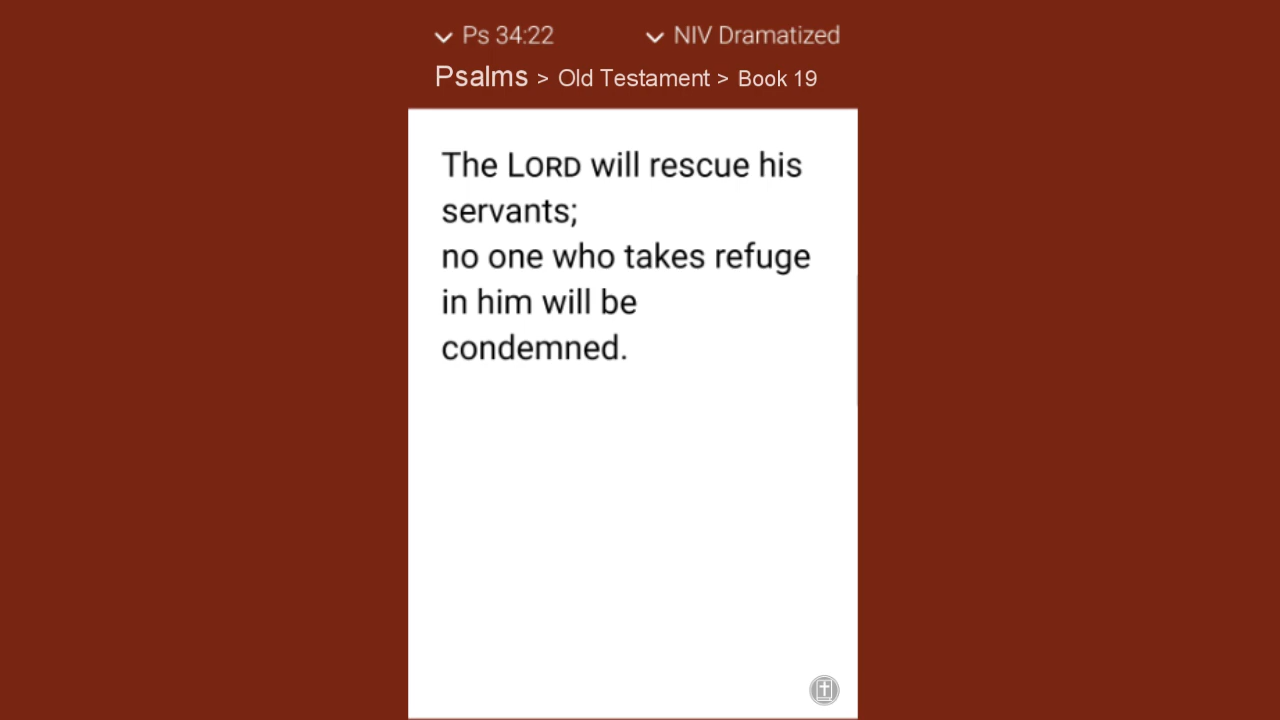 Ps 34:22 NIV Dramatized
Psalms > Old Testament > Book 19
The LORD will rescue his
servants;
no one who takes refuge
in him will be
condemned.